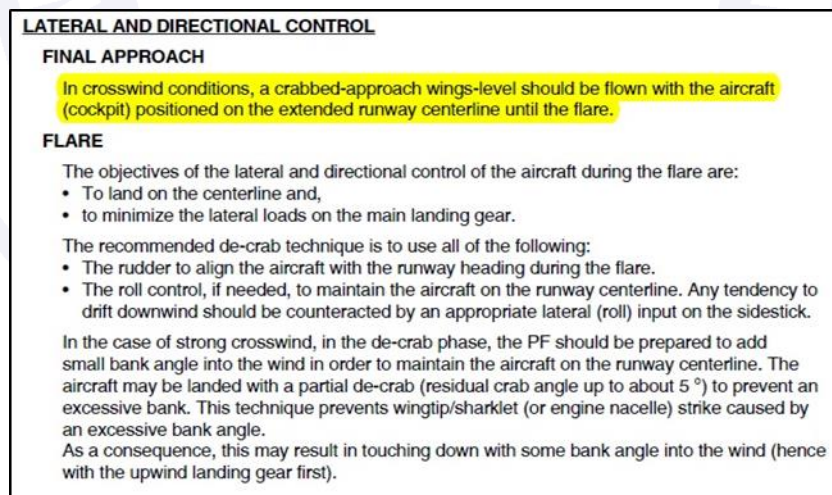 LATERAL AND DIRECTIONAL CONTROL
FINAL APPROACH
In crosswind conditions, a crabbed-approach wings-level should be flown with the aircraft
(cockpit) positioned on the extended runway centerline until the flare.
FLARE
The objectives of the lateral and directional control of the aircraft during the flare are:
• To land on the centerline and,
• to minimize the lateral loads on the main landing gear.
The recommended de-crab technique is to use all of the following:
• The rudder to align the aircraft with the runway heading during the flare.
• The roll control, if needed, to maintain the aircraft on the runway centerline. Any tendency to
drift downwind should be counteracted by an appropriate lateral (roll) input on the sidestick.
In the case of strong crosswind, in the de-crab phase, the PF should be prepared to add
small bank angle into the wind in order to maintain the aircraft on the runway centerline. The
aircraft may be landed with a partial de-crab (residual crab angle up to about 5 °) to prevent an
excessive bank. This technique prevents wingtip/sharklet (or engine nacelle) strike caused by
an excessive bank angle.
As a consequence, this may result in touching down with some bank angle into the wind (hence
with the upwind landing gear first).